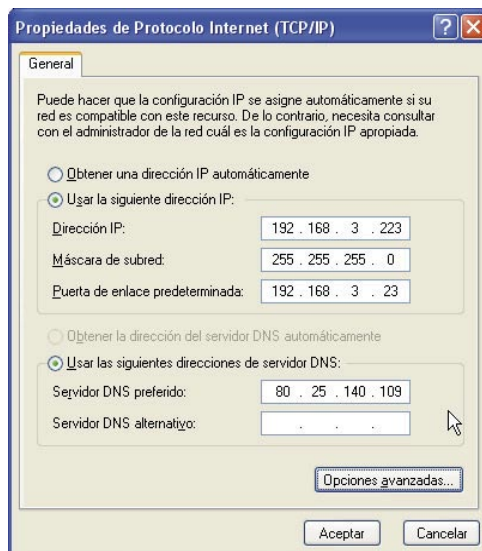 Propiedades de Protocolo Internet (TCP/IP)
General
Puede hacer que la configuración IP se asigne automáticamente si su
red es compatible con este recurso. De lo contrario, necesita consultar
con el administrador de la red cuál es la configuración IP apropiada.
Obtener una dirección IP automáticamente
Usar la siguiente dirección IP:
Dirección IP: 192 . 168 . 3 . 223
Máscara de subred: 255 . 255 . 255 . 0
Puerta de enlace predeterminada: 192 . 168 . 3 . 23
Obtener la dirección del servidor DNS automáticamente
Usar las siguientes direcciones de servidor DNS:
Servidor DNS preferido: 80 . 25 . 140 . 109
Servidor DNS alternativo: . . .
Opciones avanzadas...
Aceptar Cancelar